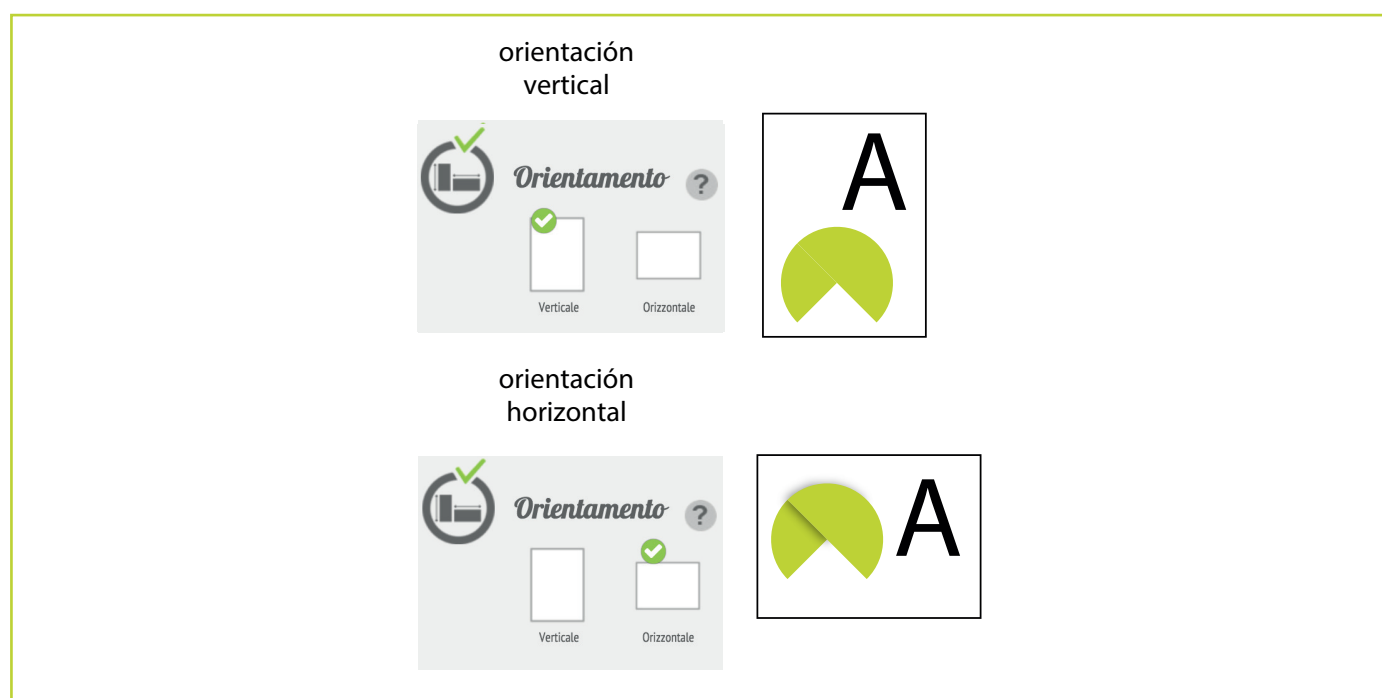 orientación
vertical
Orientamento ?
Verticale Orizzontale
A
orientación
horizontal
Orientamento ?
Verticale Orizzontale
A